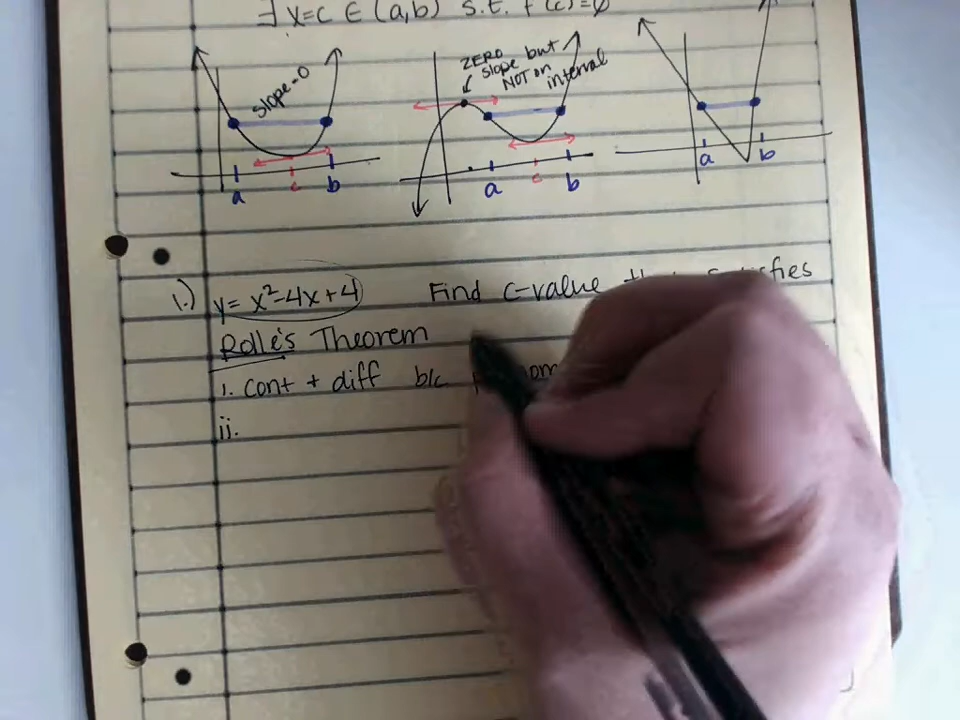 ∃ x=c ∈ (a,b) s.t. f'(c)=0
slope=0
a c b
ZERO
slope but
NOT on
interval
a c b
a b
1.) y= x²-4x+4 Find c-value
Rolle's Theorem
i. cont + diff b/c
ii.